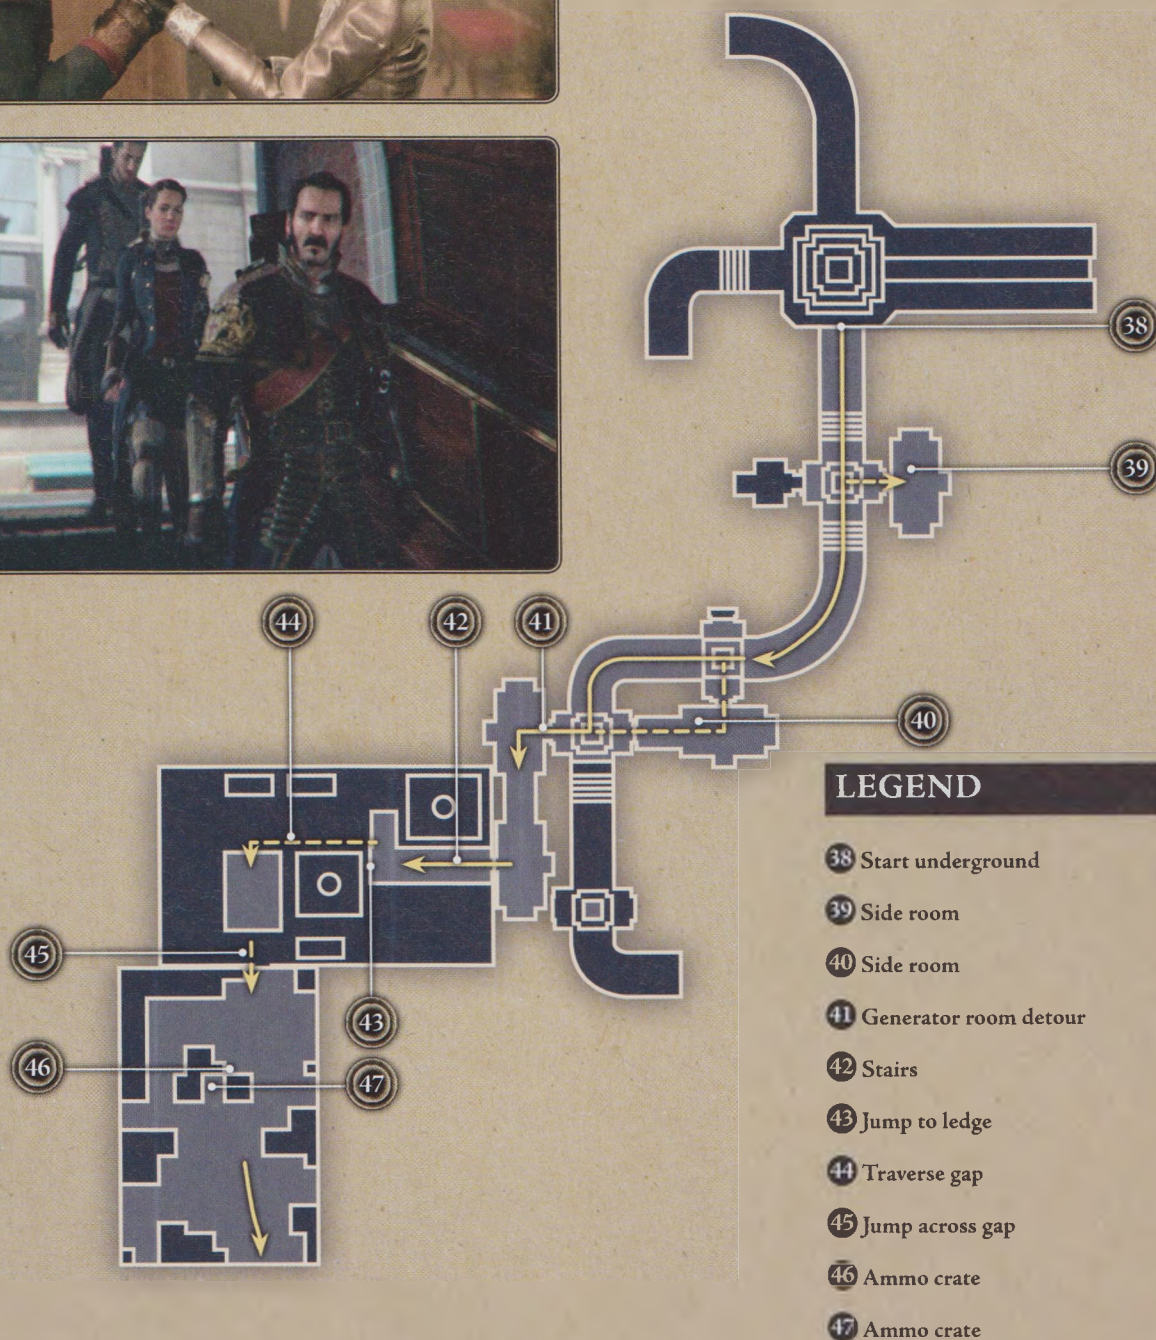 38
39
44
42
41
40
45
43
46
47
LEGEND
38 Start underground
39 Side room
40 Side room
41 Generator room detour
42 Stairs
43 Jump to ledge
44 Traverse gap
45 Jump across gap
46 Ammo crate
47 Ammo crate